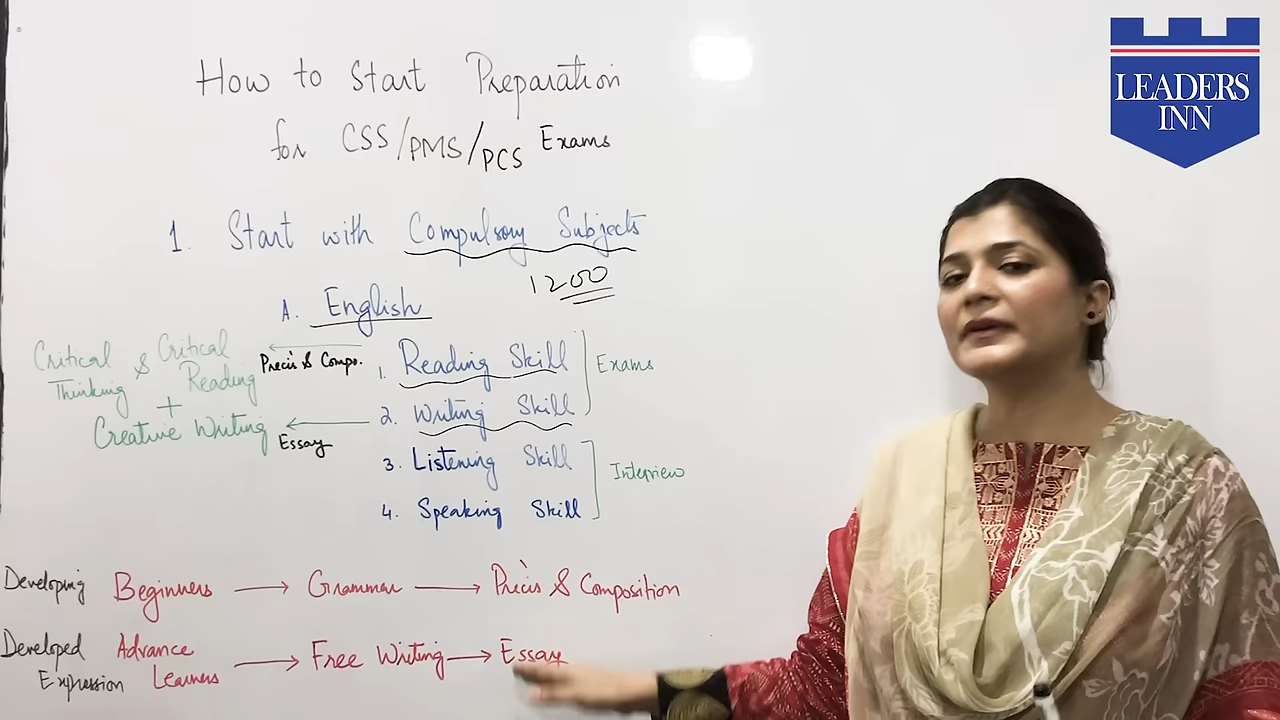 How to Start Preparation
for CSS/PMS/PCS Exams
1. Start with Compulsory Subjects
1200
A. English
Critical Thinking & Critical Reading
+
Creative Writing
Precis & Compo.
Essay
1. Reading Skill
2. Writing Skill
Exams
3. Listening Skill
4. Speaking Skill
Interview
Developing Beginners → Grammar → Precis & Composition
Developed Expression Advance Learners → Free Writing → Essay
LEADERS
INN